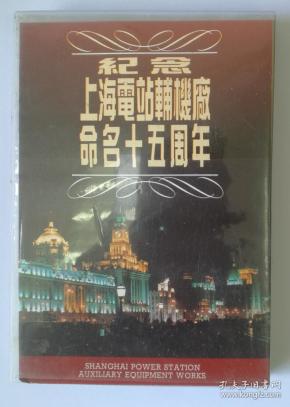 紀念
上海電站輔機廠
命名十五周年
SHANGHAI POWER STATION
AUXILIARY EQUIPMENT WORKS
孔夫子旧书网